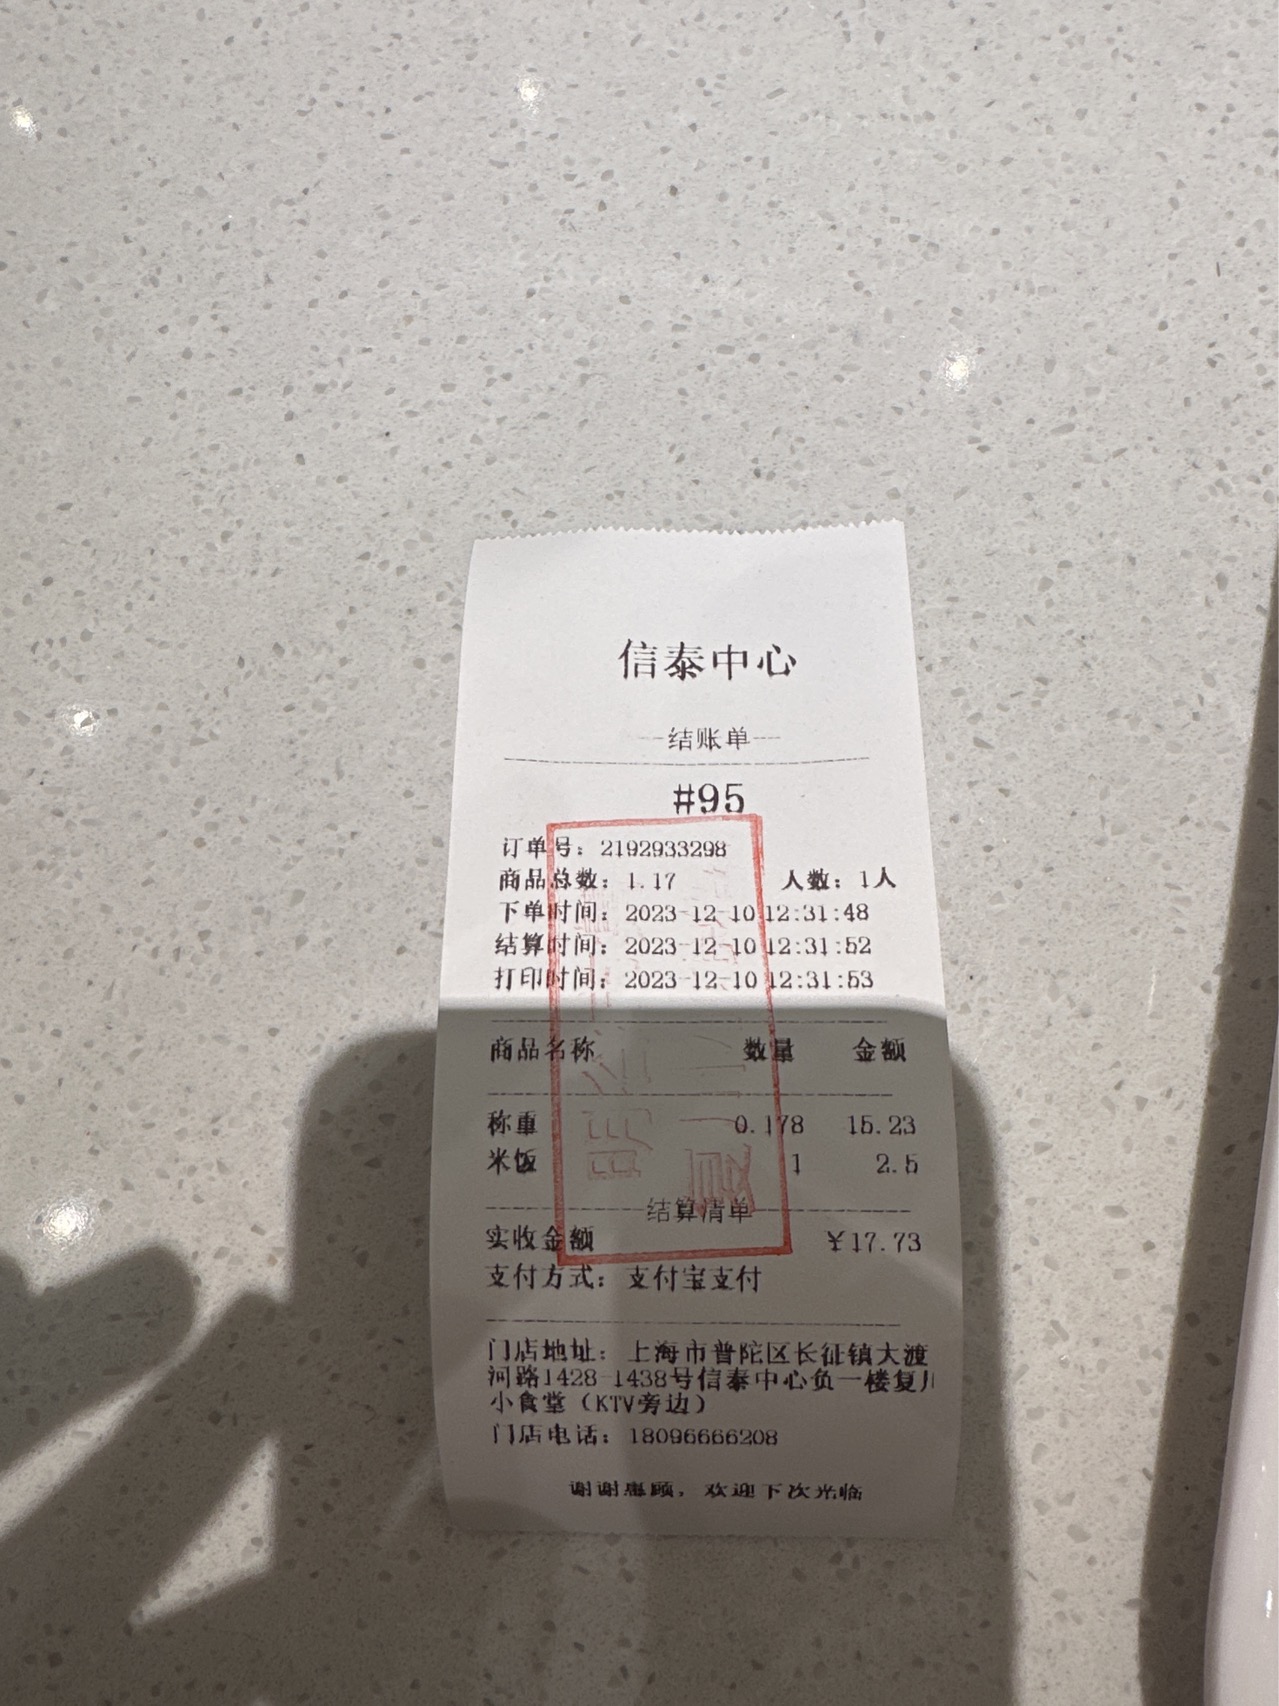 信泰中心
--结账单--
#95
订单号：2192933298
商品总数：1.17 人数：1人
下单时间：2023-12-10 12:31:48
结算时间：2023-12-10 12:31:52
打印时间：2023-12-10 12:31:53
商品名称 数量 金额
称重 0.178 15.23
米饭 1 2.5
结算清单
实收金额 ￥17.73
支付方式：支付宝支付
门店地址：上海市普陀区长征镇大渡
河路1428-1438号信泰中心负一楼复
小食堂（KTV旁边）
门店电话：18096666208
谢谢惠顾，欢迎下次光临